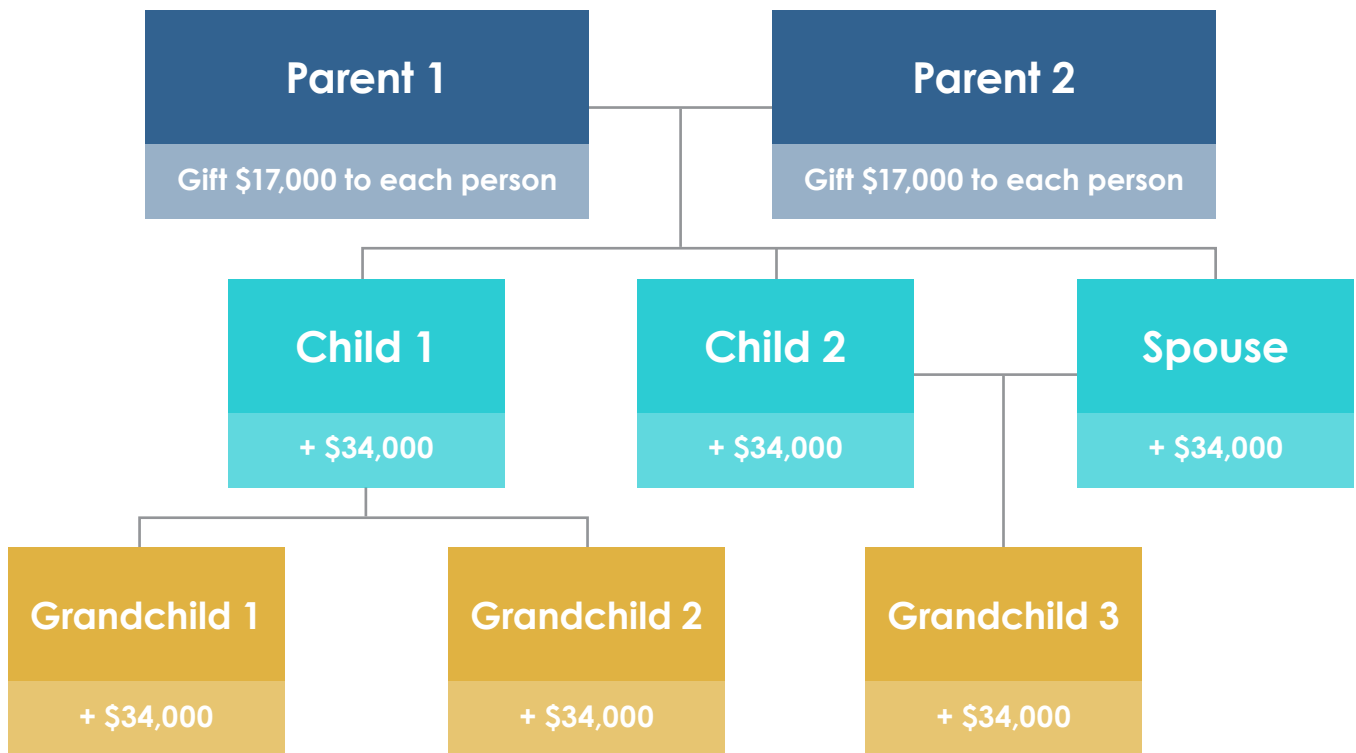 Parent 1
Gift $17,000 to each person
Parent 2
Gift $17,000 to each person
Child 1
+ $34,000
Child 2
+ $34,000
Spouse
+ $34,000
Grandchild 1
+ $34,000
Grandchild 2
+ $34,000
Grandchild 3
+ $34,000